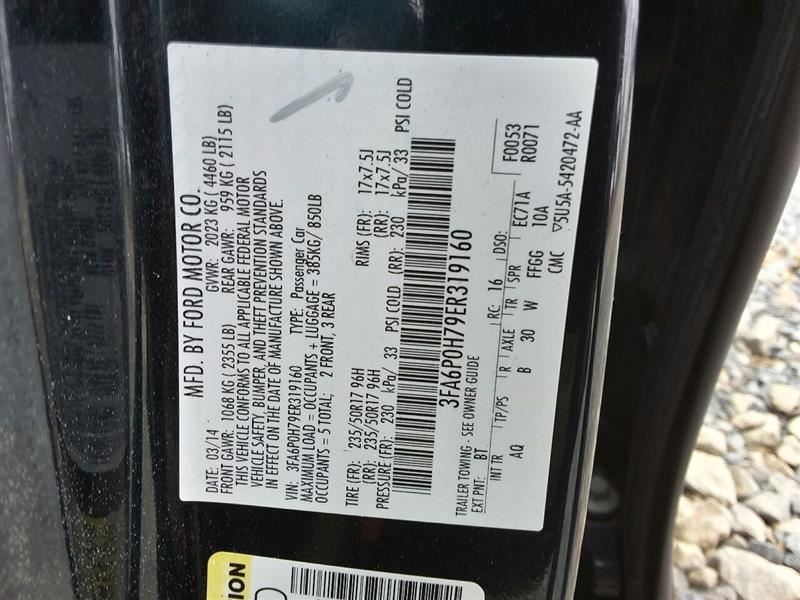 MFD. BY FORD MOTOR CO.
DATE: 03/14 GVWR: 2023 KG ( 4460 LB)
FRONT GAWR: 1068 KG ( 2355 LB) REAR GAWR: 959 KG ( 2115 LB)
THIS VEHICLE CONFORMS TO ALL APPLICABLE FEDERAL MOTOR
VEHICLE SAFETY, BUMPER, AND THEFT PREVENTION STANDARDS
IN EFFECT ON THE DATE OF MANUFACTURE SHOWN ABOVE.
VIN: 3FA6P0H79ER319160 TYPE: Passenger Car
MAXIMUM LOAD = OCCUPANTS + LUGGAGE = 385KG/ 850LB
OCCUPANTS = 5 TOTAL; 2 FRONT, 3 REAR
TIRE (FR): 235/50R17 96H RIMS (FR): 17x7.5J
(RR): 235/50R17 96H (RR): 17x7.5J
PRESSURE (FR): 230 kPa/ 33 PSI COLD (RR): 230 kPa/ 33 PSI COLD
3FA6P0H79ER319160
TRAILER TOWING - SEE OWNER GUIDE
EXT PNT: BT RC: 16 DSO: F0053
R0071
INT TR TP/PS R AXLE TR SPR EC71A
AQ B 30 W FFGG 10A
CMC ▽5U5A-5420472-AA